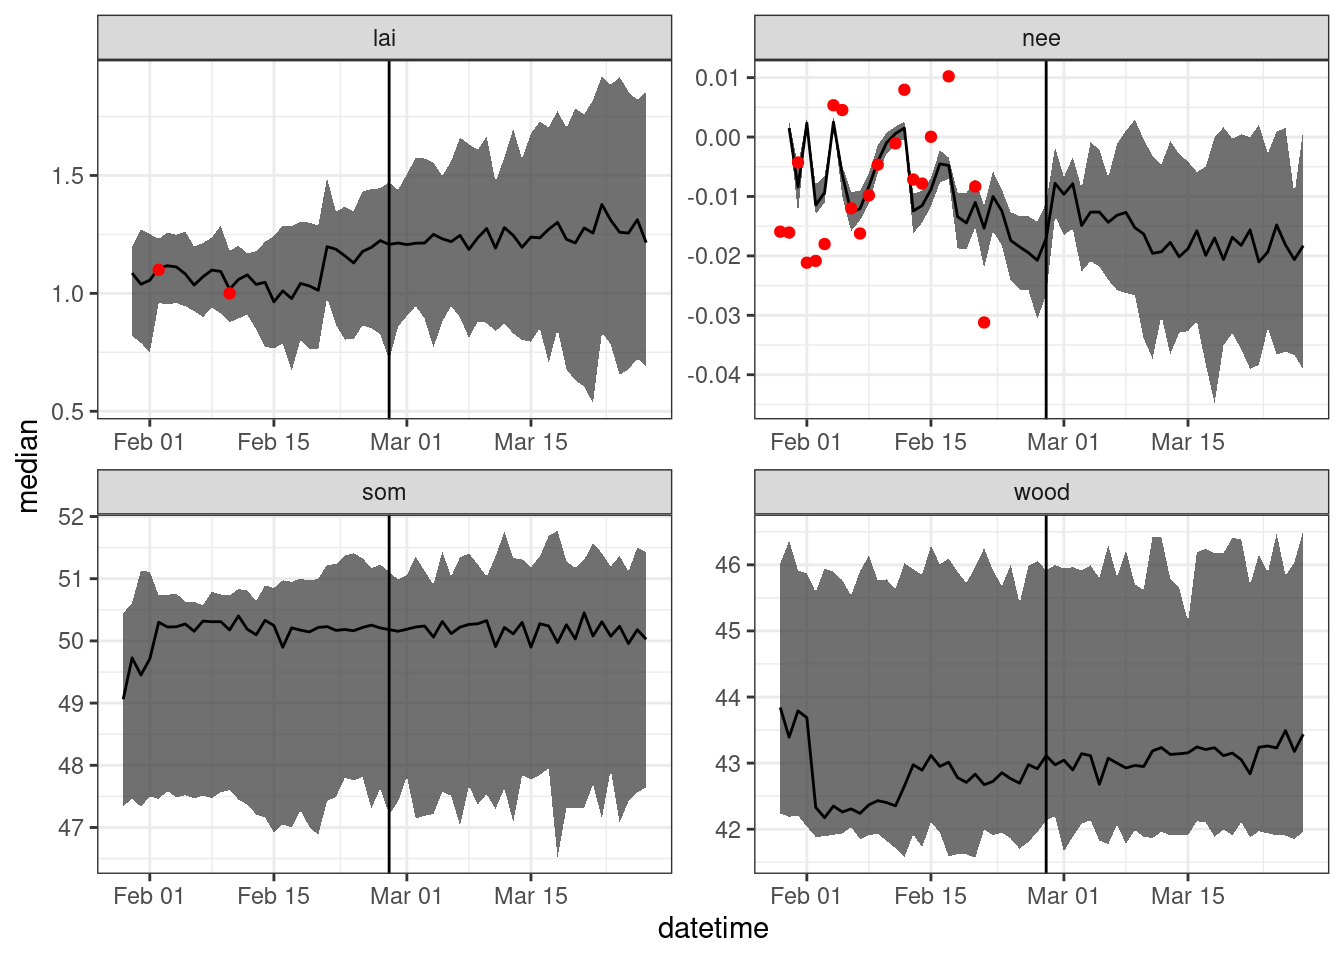 lai
nee
1.5
1.0
0.5
0.01
0.00
-0.01
-0.02
-0.03
-0.04
Feb 01 Feb 15 Mar 01 Mar 15
Feb 01 Feb 15 Mar 01 Mar 15
median
som
wood
52
51
50
49
48
47
46
45
44
43
42
Feb 01 Feb 15 Mar 01 Mar 15
Feb 01 Feb 15 Mar 01 Mar 15
datetime